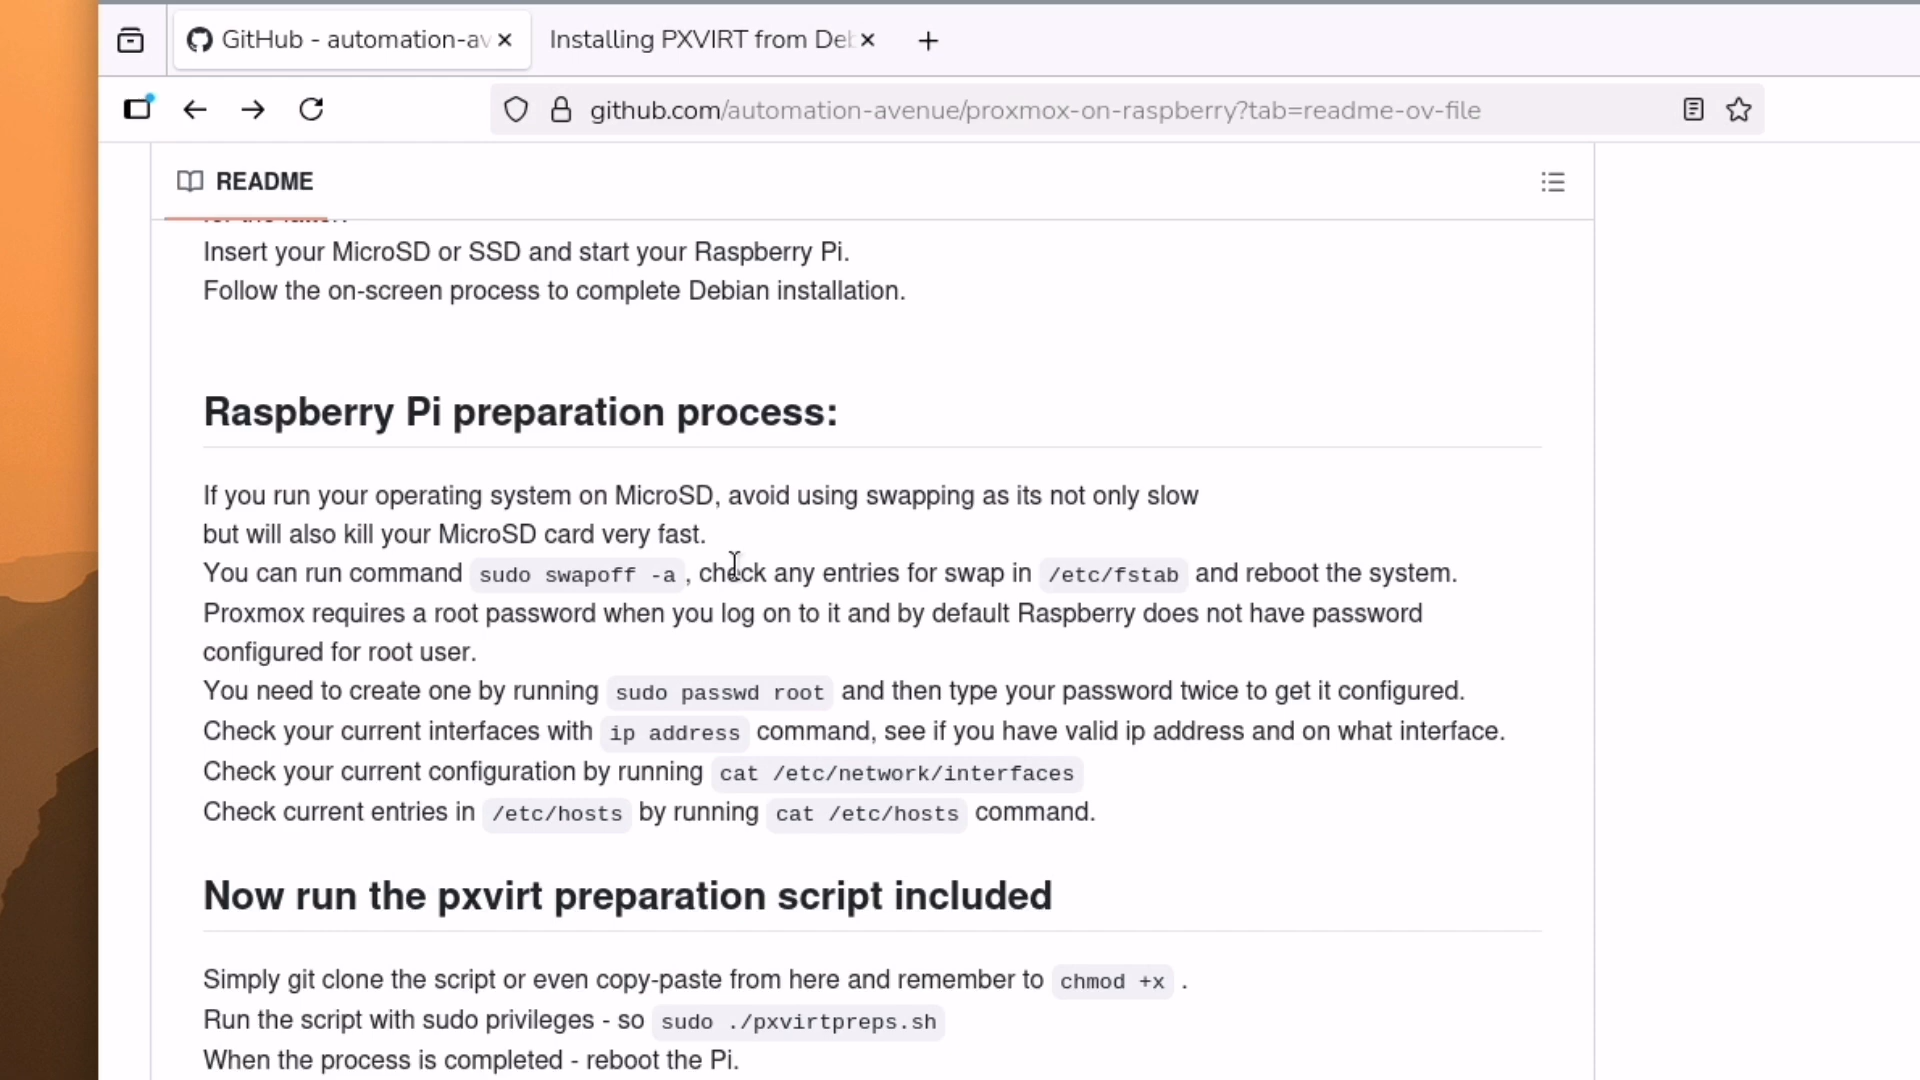 GitHub - automation-av
Installing PXVIRT from Deb
github.com/automation-avenue/proxmox-on-raspberry?tab=readme-ov-file
README
Insert your MicroSD or SSD and start your Raspberry Pi.
Follow the on-screen process to complete Debian installation.
Raspberry Pi preparation process:
If you run your operating system on MicroSD, avoid using swapping as its not only slow
but will also kill your MicroSD card very fast.
You can run command sudo swapoff -a , check any entries for swap in /etc/fstab and reboot the system.
Proxmox requires a root password when you log on to it and by default Raspberry does not have password
configured for root user.
You need to create one by running sudo passwd root and then type your password twice to get it configured.
Check your current interfaces with ip address command, see if you have valid ip address and on what interface.
Check your current configuration by running cat /etc/network/interfaces
Check current entries in /etc/hosts by running cat /etc/hosts command.
Now run the pxvirt preparation script included
Simply git clone the script or even copy-paste from here and remember to chmod +x .
Run the script with sudo privileges - so sudo ./pxvirtpreps.sh
When the process is completed - reboot the Pi.